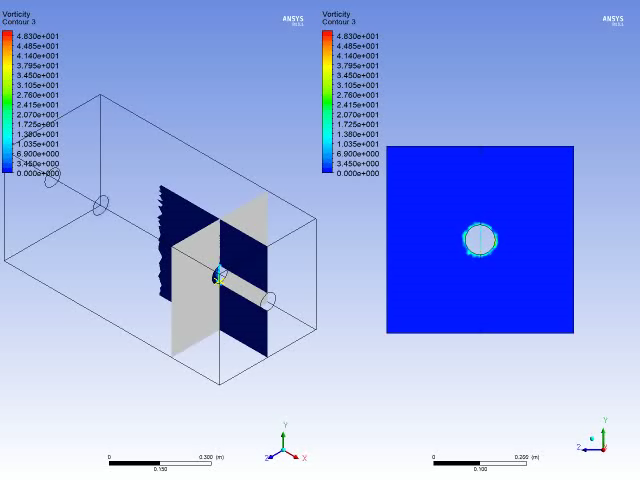 Vorticity
Contour 3
4.830e+001
4.485e+001
4.140e+001
3.795e+001
3.450e+001
3.105e+001
2.760e+001
2.415e+001
2.070e+001
1.725e+001
1.380e+001
1.035e+001
6.900e+000
3.450e+000
0.000e+000
ANSYS
0
0.300 (m)
0.150
Y
Z
X
Vorticity
Contour 3
4.830e+001
4.485e+001
4.140e+001
3.795e+001
3.450e+001
3.105e+001
2.760e+001
2.415e+001
2.070e+001
1.725e+001
1.380e+001
1.035e+001
6.900e+000
3.450e+000
0.000e+000
ANSYS
0
0.200 (m)
0.100
Y
Z
X